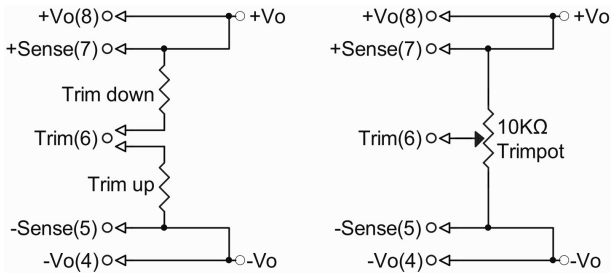 +Vo(8)
+Vo
+Sense(7)
Trim down
Trim(6)
Trim up
-Sense(5)
-Vo(4)
-Vo
+Vo(8)
+Vo
+Sense(7)
10KΩ
Trimpot
Trim(6)
-Sense(5)
-Vo(4)
-Vo